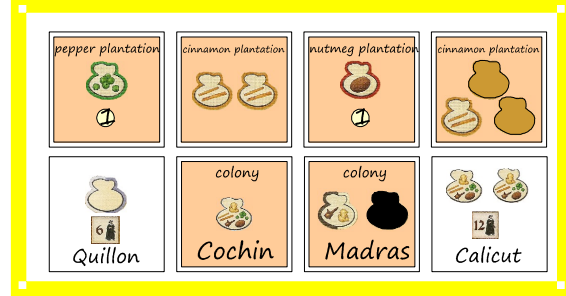 pepper plantation
1
cinnamon plantation
nutmeg plantation
1
cinnamon plantation
6
Quillon
colony
Cochin
colony
Madras
12
Calicut